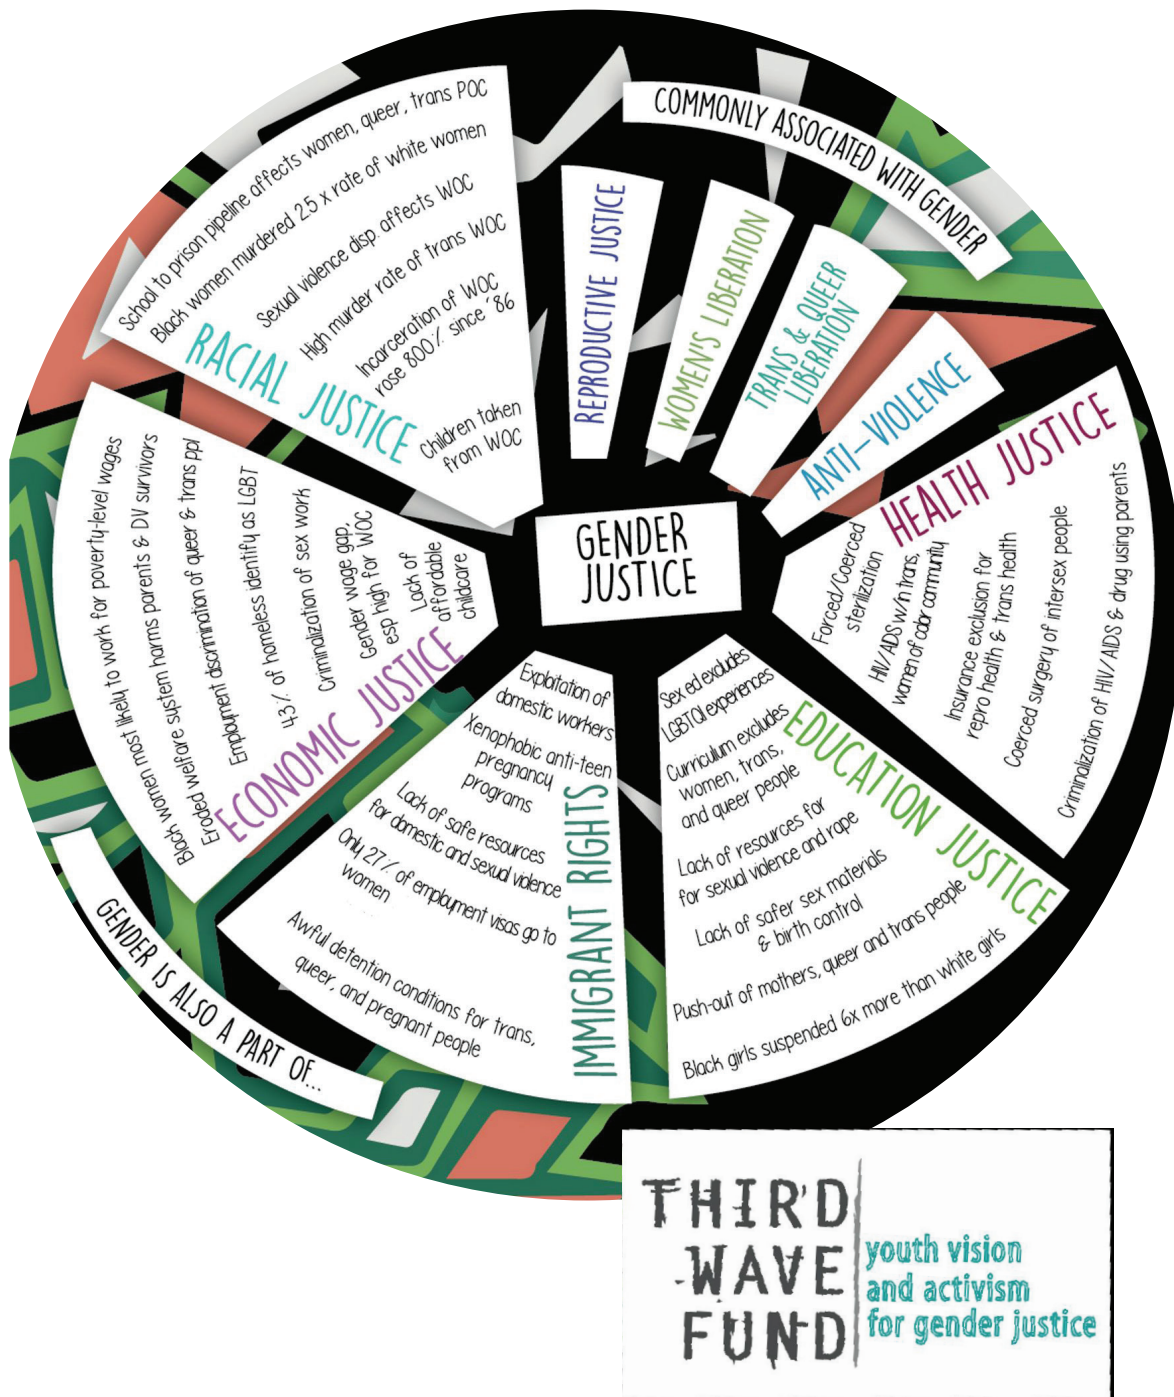 COMMONLY ASSOCIATED WITH GENDER
REPRODUCTIVE JUSTICE
WOMEN'S LIBERATION
TRANS & QUEER
LIBERATION
ANTI-VIOLENCE
GENDER
JUSTICE
HEALTH JUSTICE
Forced/Coerced
sterilization
HIV/AIDS w/n trans,
women of color community
Insurance exclusion for
repro health & trans health
Coerced surgery of intersex people
Criminalization of HIV/AIDS & drug using parents
EDUCATION JUSTICE
Sex ed excludes
LGBTQI experiences
Curriculum excludes
women, trans,
and queer people
Lack of resources for
for sexual violence and rape
Lack of safer sex materials
& birth control
Push-out of mothers, queer and trans people
Black girls suspended 6x more than white girls
IMMIGRANT RIGHTS
Exploitation of
domestic workers
Xenophobic anti-teen
pregnancy
programs
Lack of safe resources
for domestic and sexual violence
Only 27% of employment visas go to
women
Awful detention conditions for trans,
queer, and pregnant people
ECONOMIC JUSTICE
Black women most likely to work for poverty-level wages
Eroded welfare system harms parents & DV survivors
Employment discrimination of queer & trans ppl
43% of homeless identify as LGBT
Criminalization of sex work
Gender wage gap,
esp high for WOC
Lack of
affordable
childcare
RACIAL JUSTICE
School to prison pipeline affects women, queer, trans POC
Black women murdered 2.5 x rate of white women
Sexual violence disp. affects WOC
High murder rate of trans WOC
Incarceration of WOC
rose 800% since '86
Children taken
from WOC
GENDER IS ALSO A PART OF...
THIRD
WAVE
FUND
youth vision
and activism
for gender justice